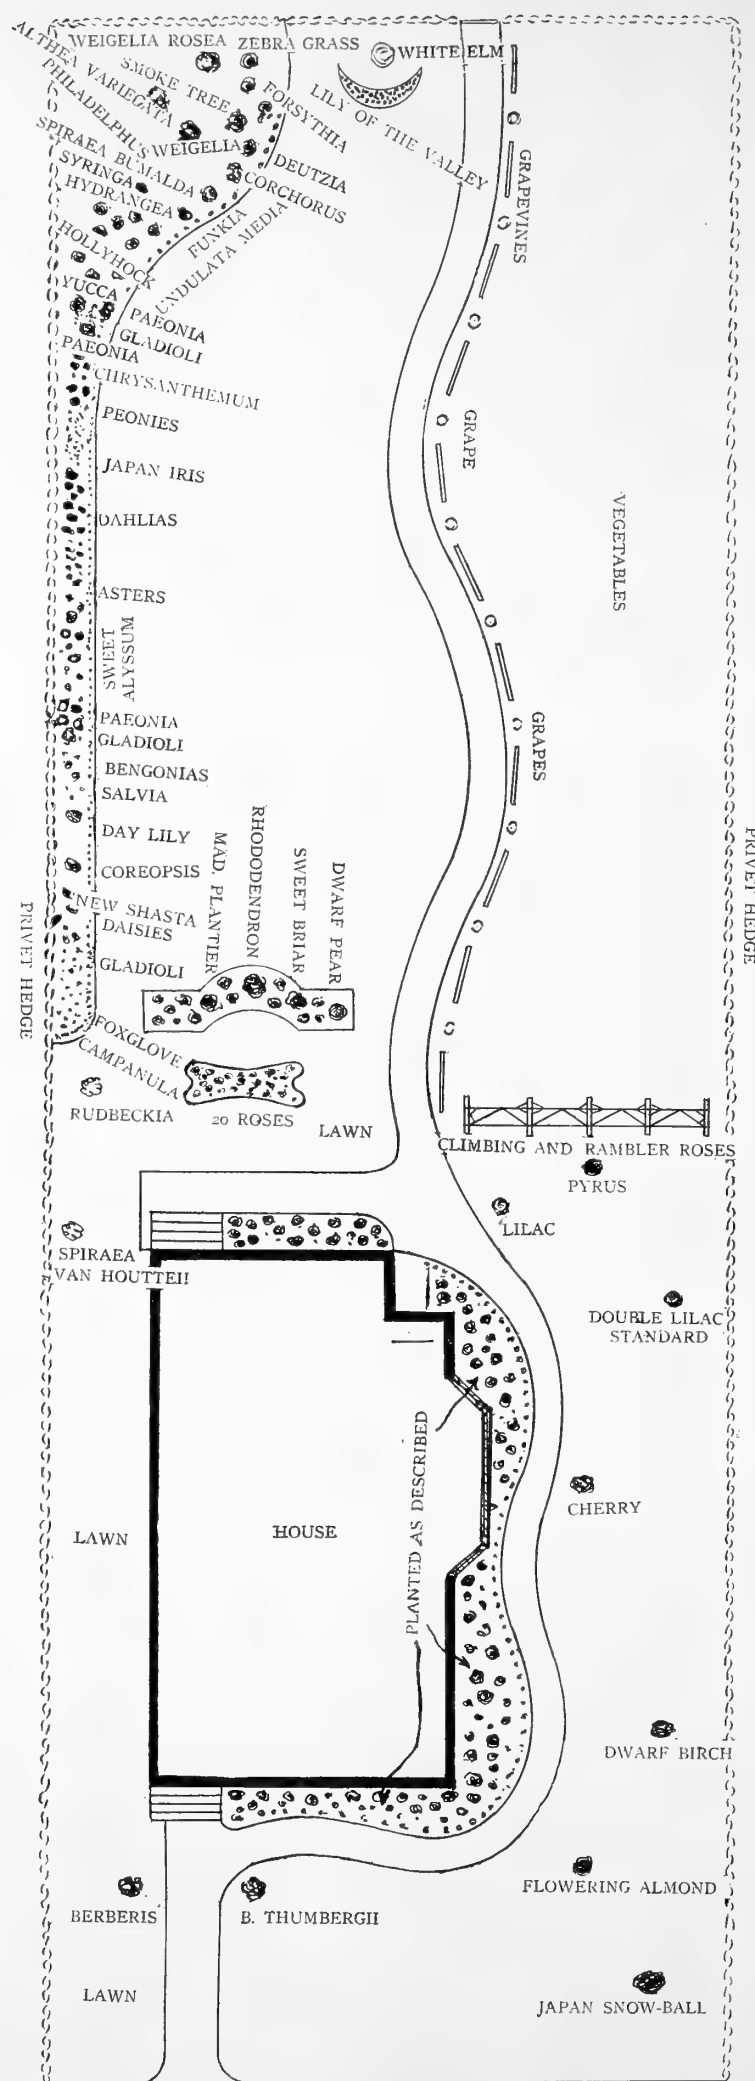 WEIGELIA ROSEA
ZEBRA GRASS
WHITE ELM
ALTHEA VARIEGATA
SMOKE TREE
FORSYTHIA
LILY OF THE VALLEY
PHILADELPHUS
WEIGELIA
DEUTZIA
SPIRAEA BUMALDA
CORCHORUS
SYRINGA
HYDRANGEA
FUNKIA
UNDULATA MEDIA
GRAPEVINES
HOLLYHOCK
YUCCA
PAEONIA
GLADIOLI
PAEONIA
CHRYSANTHEMUM
PEONIES
GRAPE
JAPAN IRIS
DAHLIAS
VEGETABLES
ASTERS
SWEET
ALYSSUM
PAEONIA
GLADIOLI
GRAPES
BENGONIAS
SALVIA
DAY LILY
COREOPSIS
NEW SHASTA
DAISIES
GLADIOLI
MAD. PLANTIER
RHODODENDRON
SWEET BRIAR
DWARF PEAR
PRIVET HEDGE
PRIVET HEDGE
FOXGLOVE
CAMPANULA
RUDBECKIA
20 ROSES
LAWN
CLIMBING AND RAMBLER ROSES
PYRUS
LILAC
SPIRAEA
VAN HOUTTEII
DOUBLE LILAC
STANDARD
PLANTED AS DESCRIBED
CHERRY
LAWN
HOUSE
DWARF BIRCH
FLOWERING ALMOND
BERBERIS
B. THUMBERGII
LAWN
JAPAN SNOW-BALL